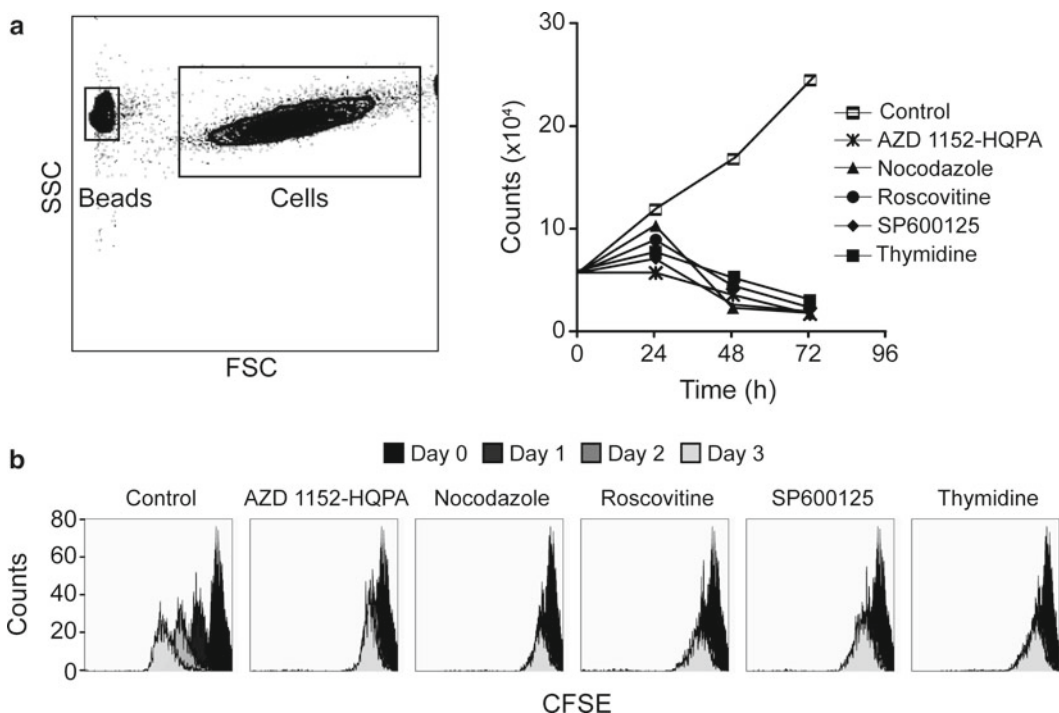 a
SSC
Beads
Cells
FSC
Counts (x10⁴)
30
20
10
0
0 24 48 72 96
Time (h)
Control
AZD 1152-HQPA
Nocodazole
Roscovitine
SP600125
Thymidine
b
Day 0 Day 1 Day 2 Day 3
Control AZD 1152-HQPA Nocodazole Roscovitine SP600125 Thymidine
Counts
80
60
40
20
0
CFSE